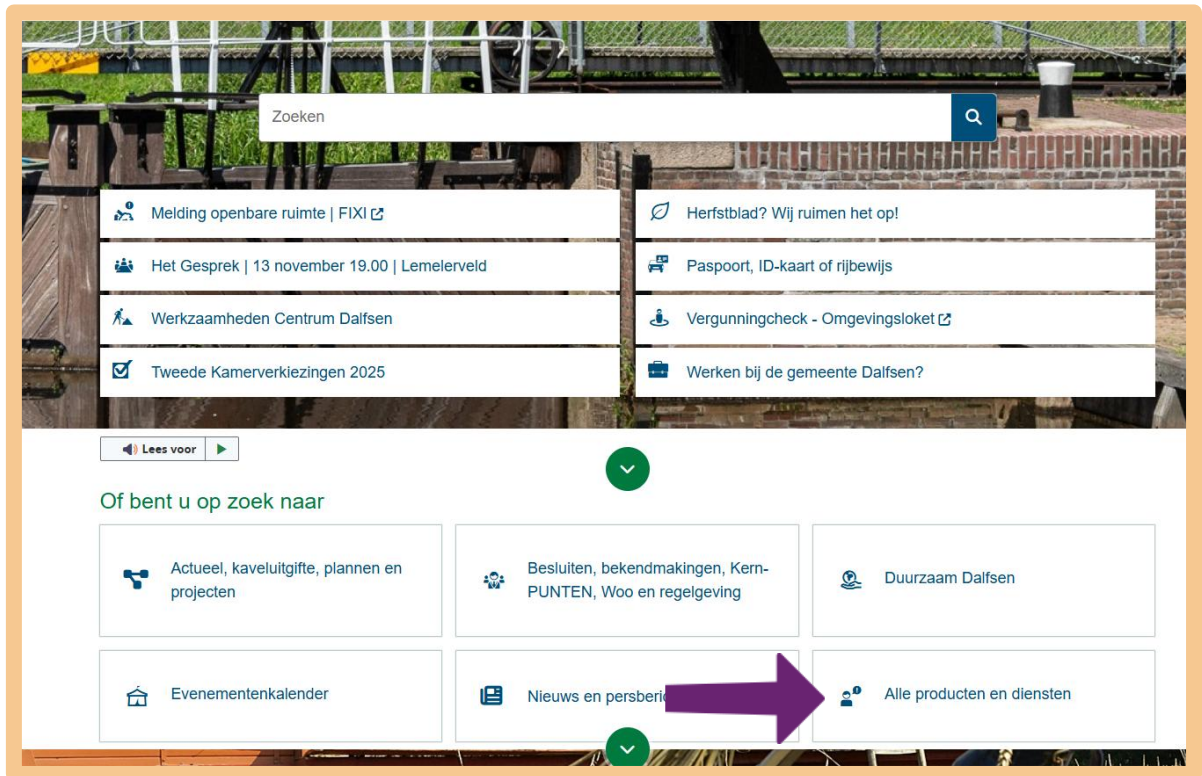 Zoeken
Melding openbare ruimte | FIXI
Herfstblad? Wij ruimen het op!
Het Gesprek | 13 november 19.00 | Lemelerveld
Paspoort, ID-kaart of rijbewijs
Werkzaamheden Centrum Dalfsen
Vergunningcheck - Omgevingsloket
Tweede Kamerverkiezingen 2025
Werken bij de gemeente Dalfsen?
Lees voor
Of bent u op zoek naar
Actueel, kaveluitgifte, plannen en
projecten
Besluiten, bekendmakingen, Kern-
PUNTEN, Woo en regelgeving
Duurzaam Dalfsen
Evenementenkalender
Nieuws en
Alle producten en diensten